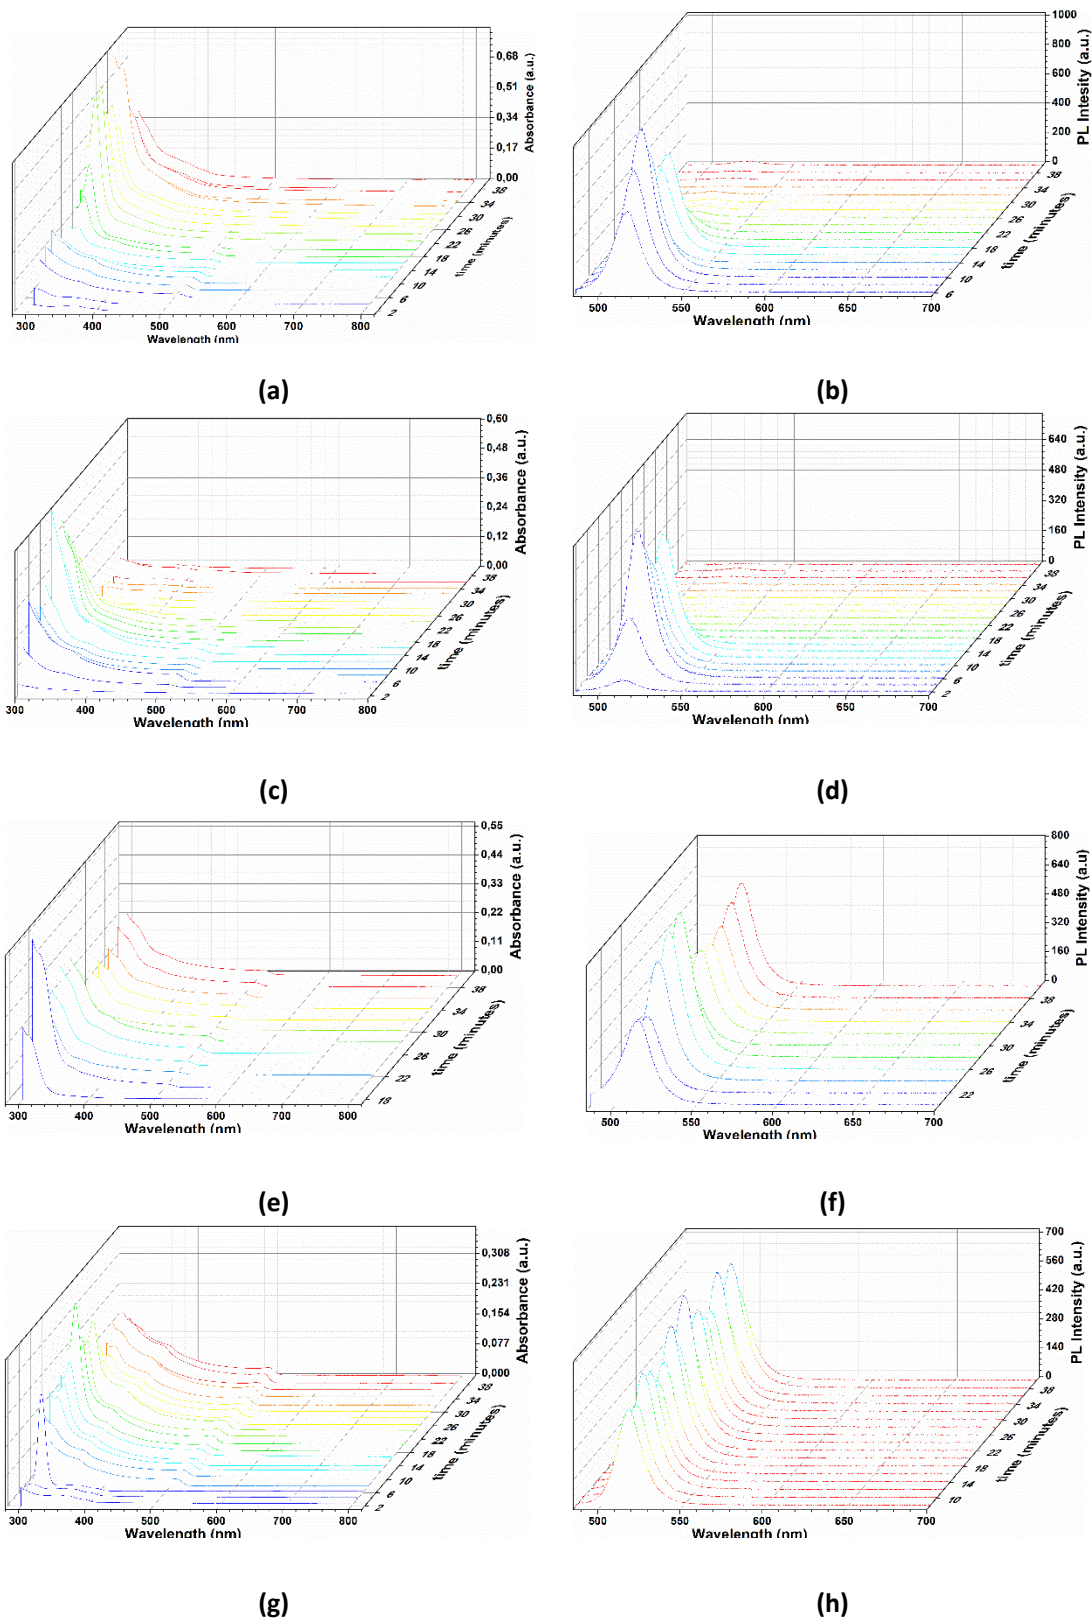 0,68
0,51
0,34
0,17
0,00
Absorbance (a.u.)
38
34
30
26
22
18
14
10
6
2
time (minutes)
300 400 500 600 700 800
Wavelength (nm)
(a)
1000
800
600
400
200
0
PL Intesity (a.u.)
38
34
30
26
22
18
14
10
6
time (minutes)
500 550 600 650 700
Wavelength (nm)
(b)
0,60
0,48
0,36
0,24
0,12
0,00
Absorbance (a.u.)
38
34
30
26
22
18
14
10
6
2
time (minutes)
300 400 500 600 700 800
Wavelength (nm)
(c)
640
480
320
160
0
PL Intensity (a.u.)
38
34
30
26
22
18
14
10
6
2
time (minutes)
500 550 600 650 700
Wavelength (nm)
(d)
0,55
0,44
0,33
0,22
0,11
0,00
Absorbance (a.u.)
38
34
30
26
22
18
time (minutes)
300 400 500 600 700 800
Wavelength (nm)
(e)
800
640
480
320
160
0
PL Intensity (a.u)
38
34
30
26
22
time (minutes)
500 550 600 650 700
Wavelength (nm)
(f)
0,308
0,231
0,154
0,077
0,000
Absorbance (a.u.)
38
34
30
26
22
18
14
10
6
2
time (minutes)
300 400 500 600 700 800
Wavelength (nm)
(g)
700
560
420
280
140
0
PL Intensity (a.u.)
38
34
30
26
22
18
14
10
time (minutes)
500 550 600 650 700
Wavelength (nm)
(h)